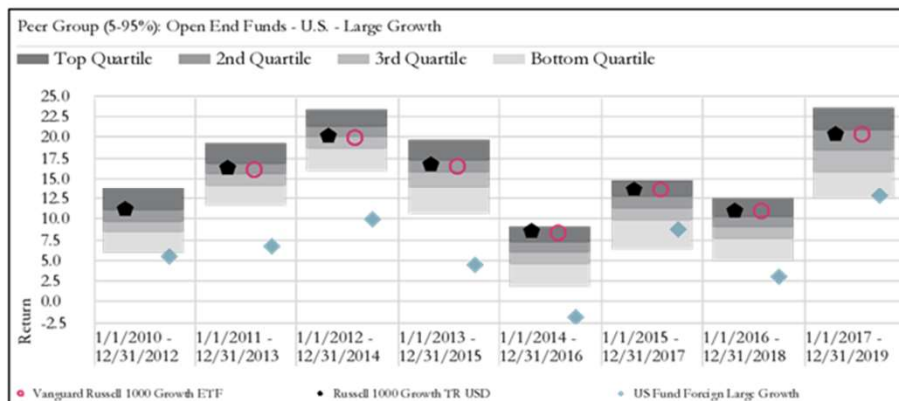 Peer Group (5-95%): Open End Funds - U.S. - Large Growth
Top Quartile 2nd Quartile 3rd Quartile Bottom Quartile
25.0
22.5
20.0
17.5
15.0
12.5
10.0
7.5
5.0
2.5
0.0
-2.5
Return
1/1/2010 - 1/1/2011 - 1/1/2012 - 1/1/2013 - 1/1/2014 - 1/1/2015 - 1/1/2016 - 1/1/2017 -
12/31/2012 12/31/2013 12/31/2014 12/31/2015 12/31/2016 12/31/2017 12/31/2018 12/31/2019
Vanguard Russell 1000 Growth ETF Russell 1000 Growth TR USD US Fund Foreign Large Growth